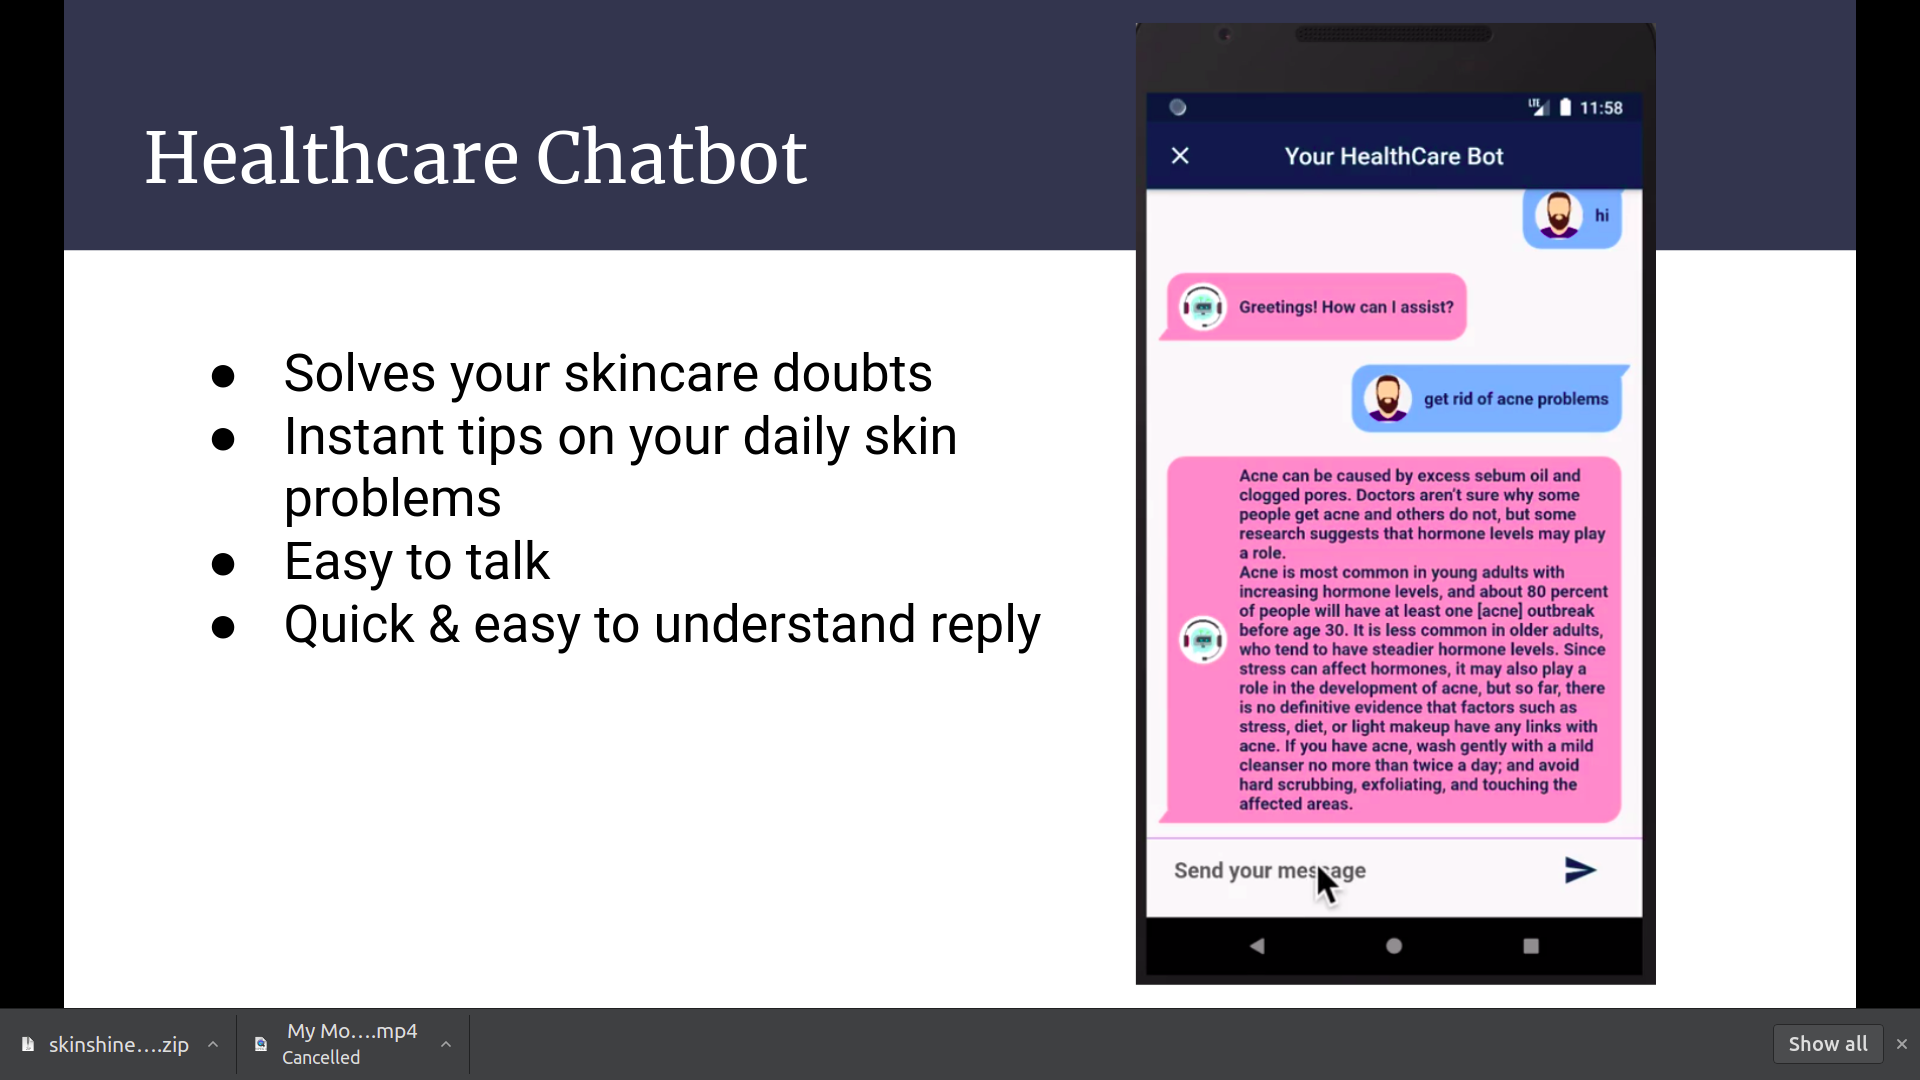 Healthcare Chatbot
● Solves your skincare doubts
● Instant tips on your daily skin
problems
● Easy to talk
● Quick & easy to understand reply
LTE 11:58
Your HealthCare Bot
hi
Greetings! How can I assist?
get rid of acne problems
Acne can be caused by excess sebum oil and
clogged pores. Doctors aren't sure why some
people get acne and others do not, but some
research suggests that hormone levels may play
a role.
Acne is most common in young adults with
increasing hormone levels, and about 80 percent
of people will have at least one [acne] outbreak
before age 30. It is less common in older adults,
who tend to have steadier hormone levels. Since
stress can affect hormones, it may also play a
role in the development of acne, but so far, there
is no definitive evidence that factors such as
stress, diet, or light makeup have any links with
acne. If you have acne, wash gently with a mild
cleanser no more than twice a day; and avoid
hard scrubbing, exfoliating, and touching the
affected areas.
Send your message
skinshine….zip
My Mo….mp4
Cancelled
Show all